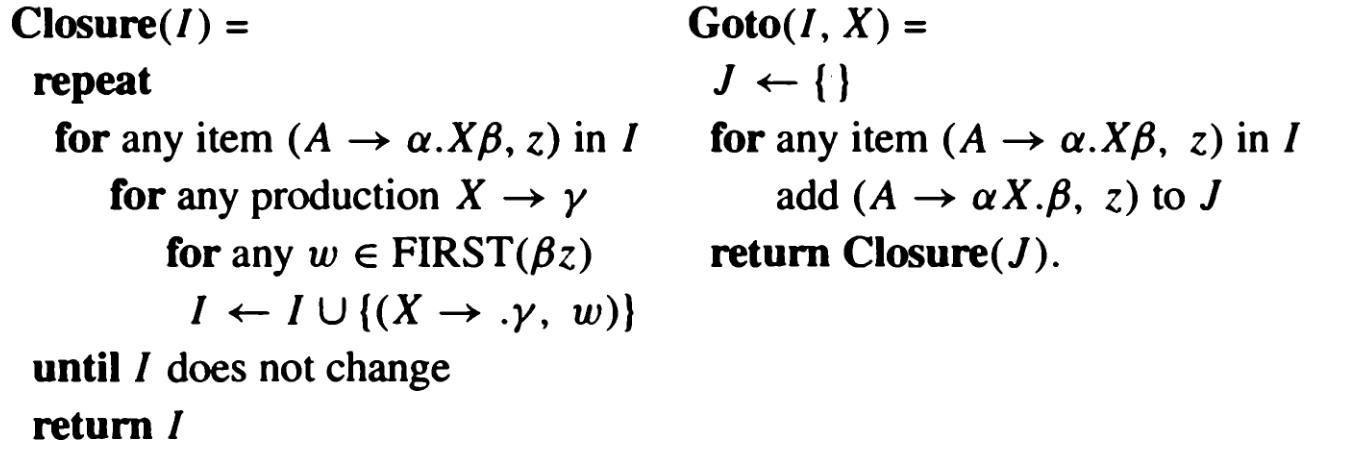 Closure(I) =
repeat
for any item (A → α.Xβ, z) in I
for any production X → γ
for any w ∈ FIRST(βz)
I ← I ∪ {(X → .γ, w)}
until I does not change
return I
Goto(I, X) =
J ← {}
for any item (A → α.Xβ, z) in I
add (A → αX.β, z) to J
return Closure(J).